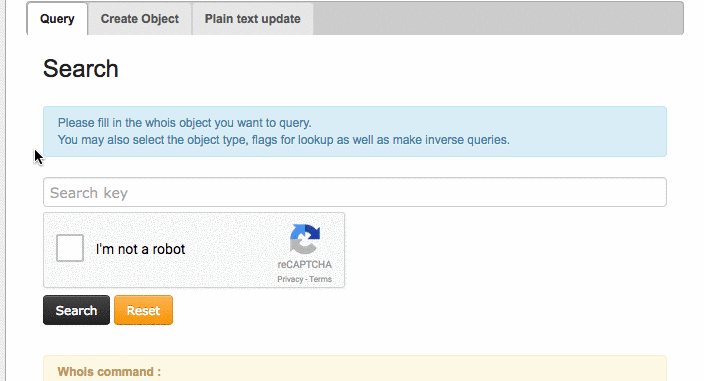 Query Create Object Plain text update
Search
Please fill in the whois object you want to query.
You may also select the object type, flags for lookup as well as make inverse queries.
Search key
I'm not a robot
reCAPTCHA
Privacy - Terms
Search Reset
Whois command :